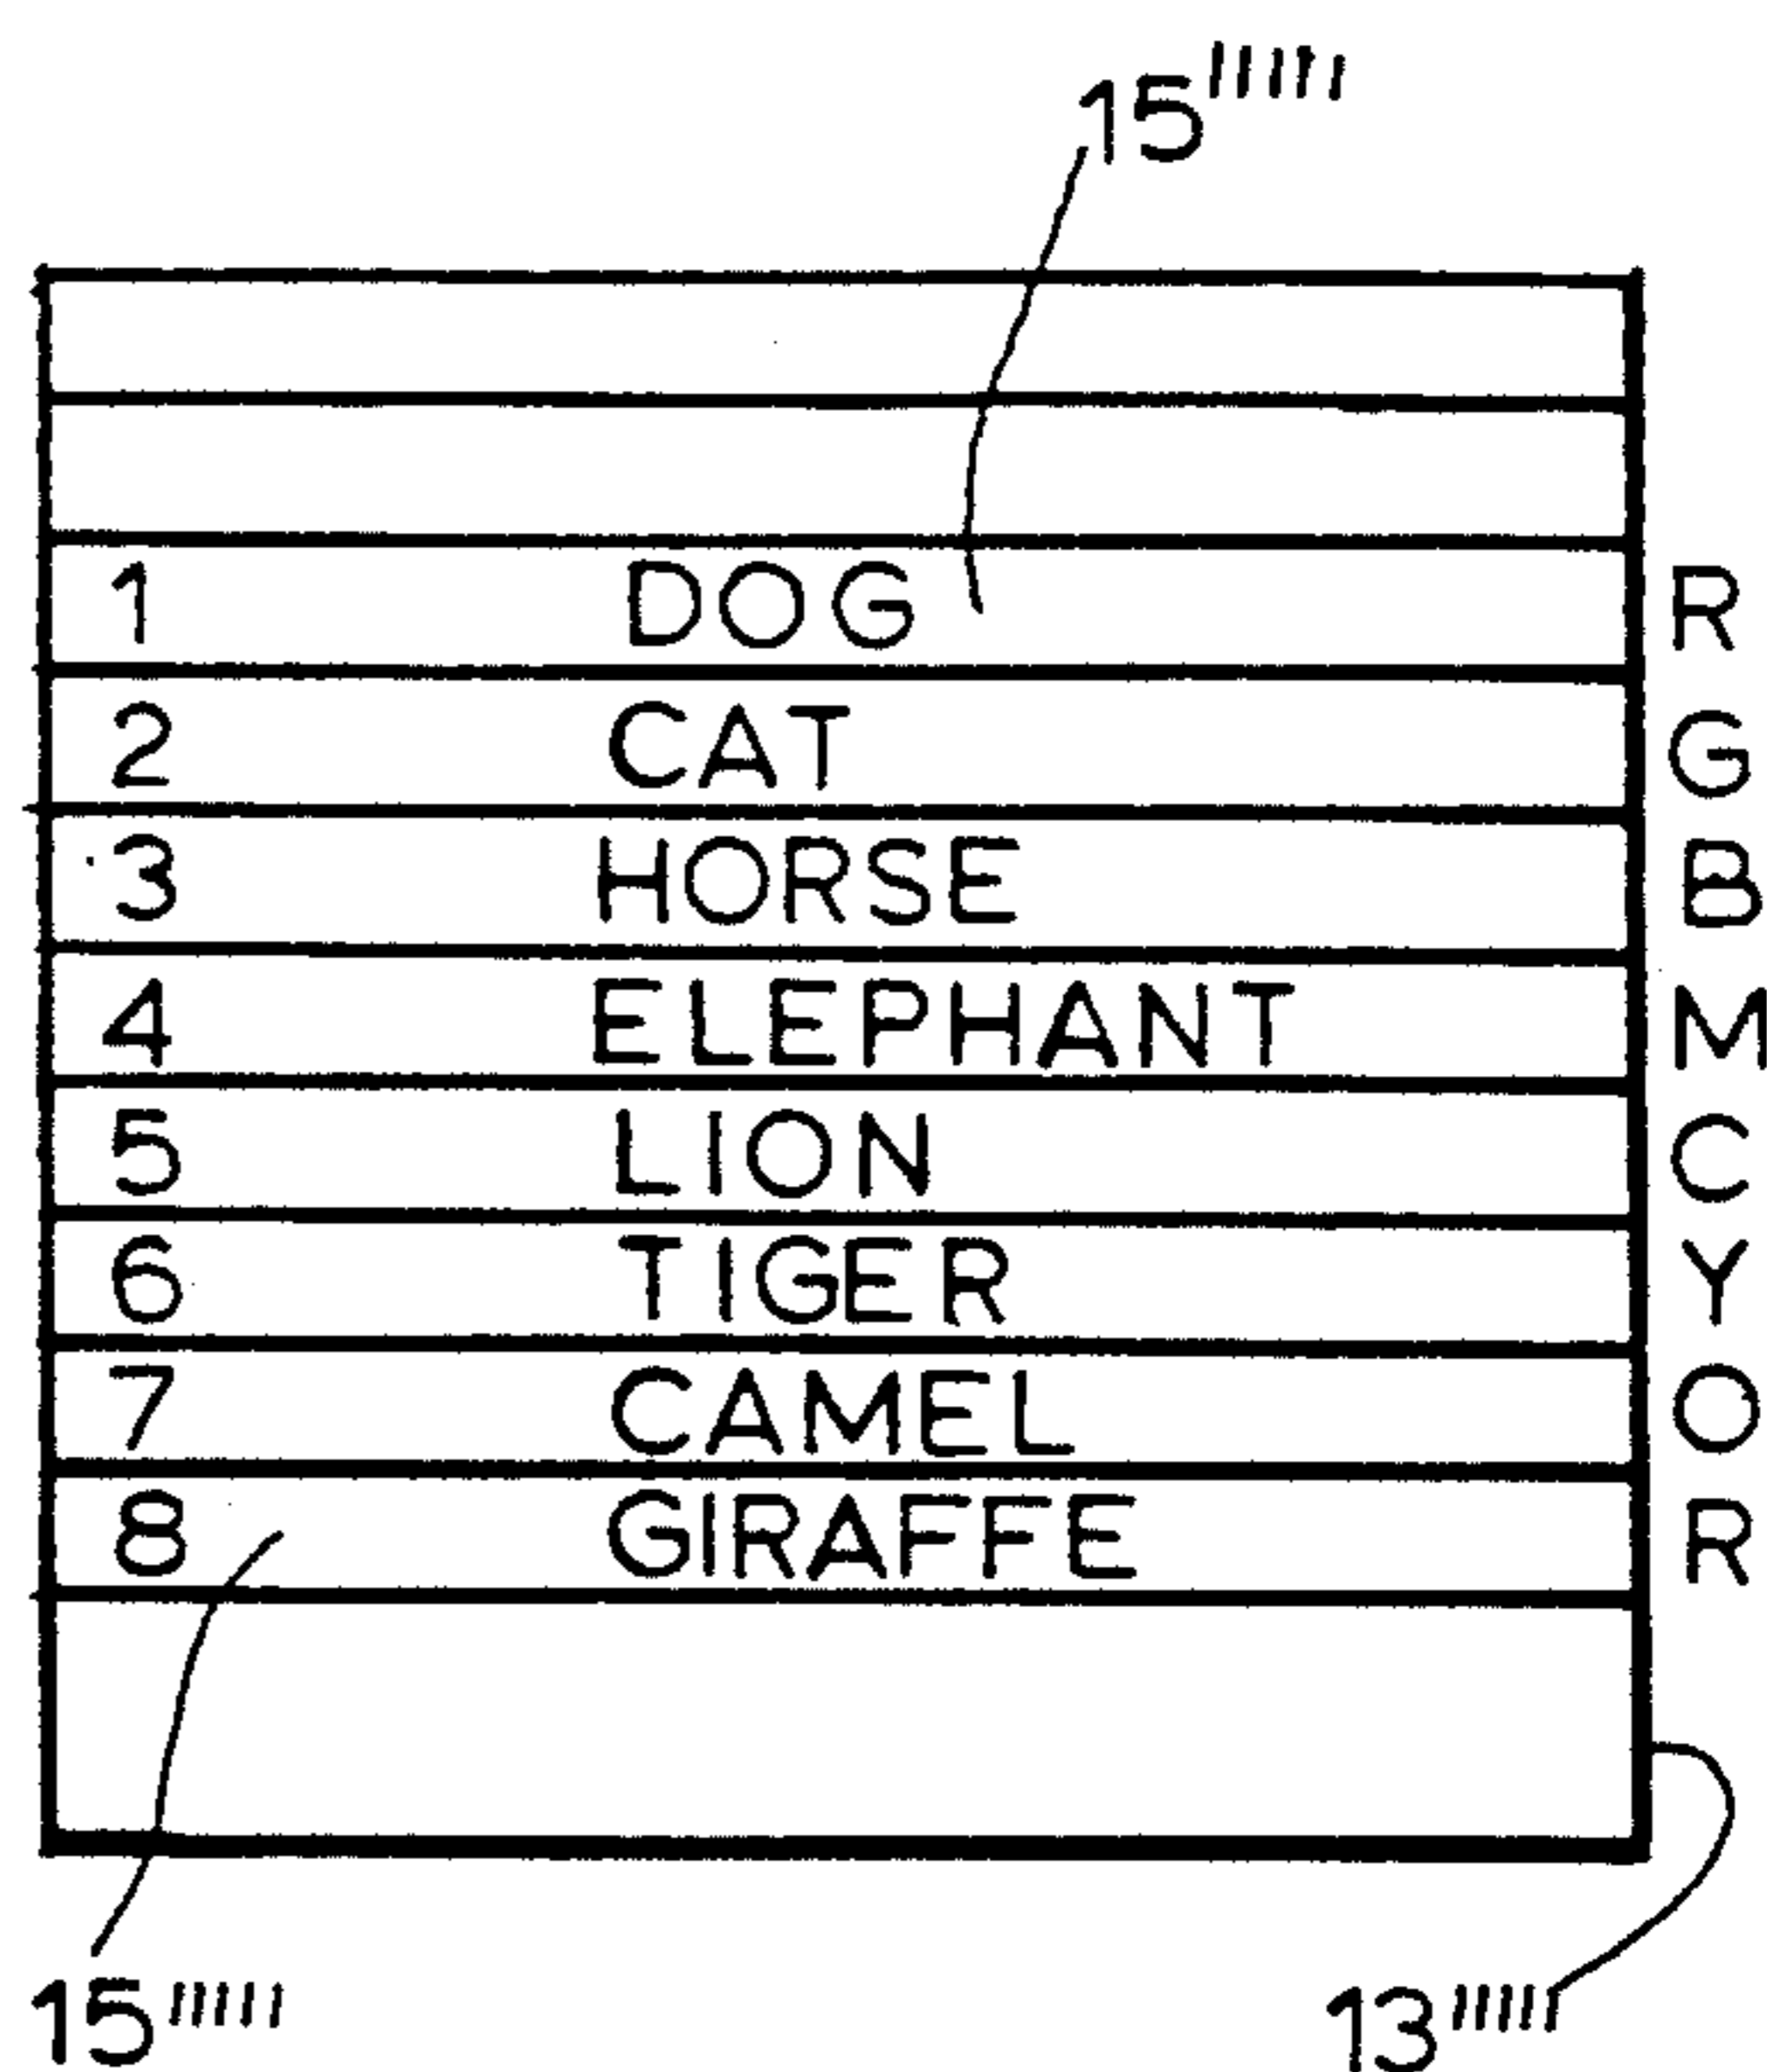 15'''''
1 DOG R
2 CAT G
3 HORSE B
4 ELEPHANT M
5 LION C
6 TIGER Y
7 CAMEL O
8 GIRAFFE R
15''''' 13'''''